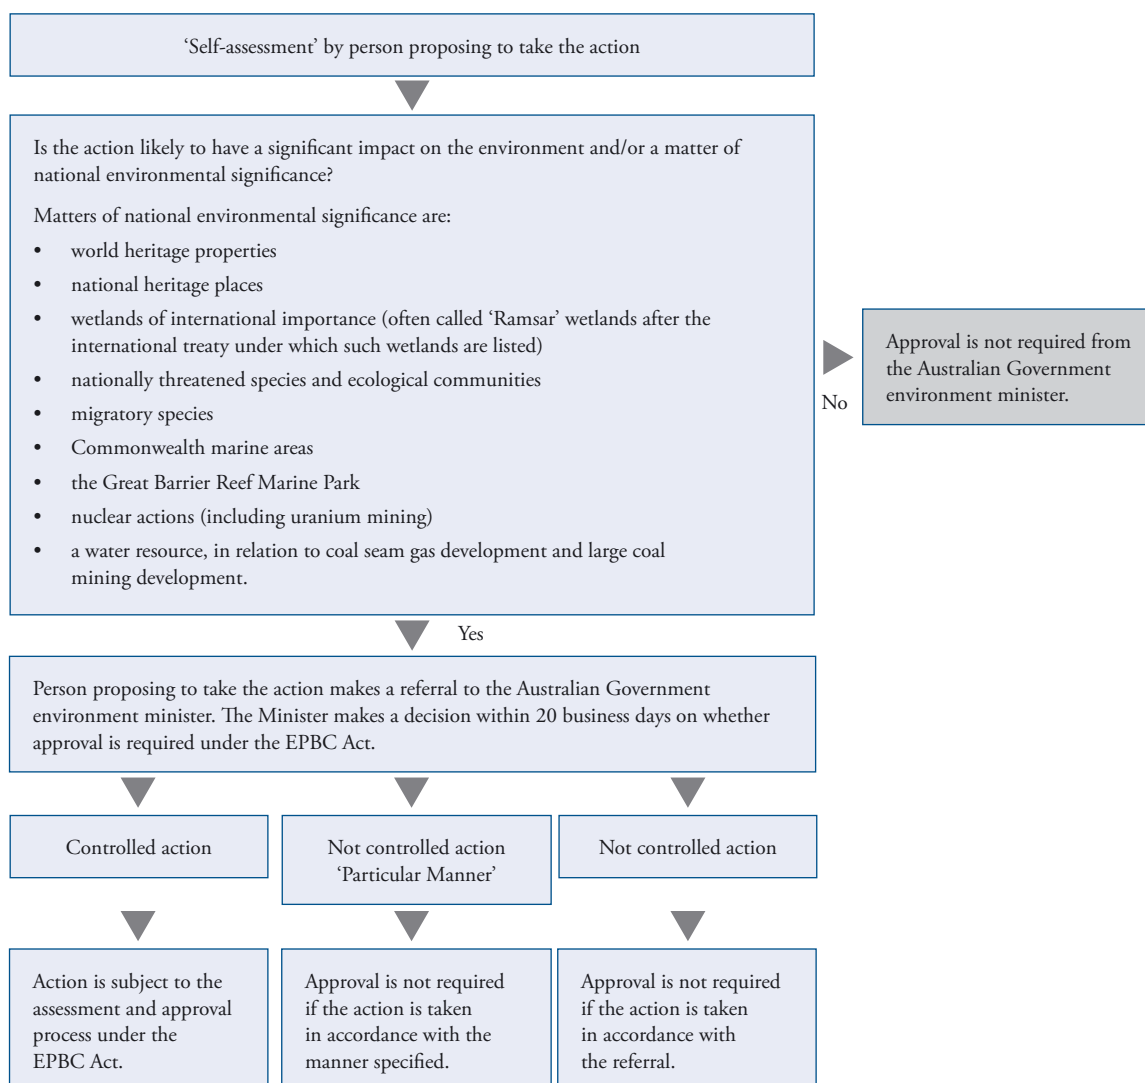 ‘Self-assessment’ by person proposing to take the action
Is the action likely to have a significant impact on the environment and/or a matter of
national environmental significance?
Matters of national environmental significance are:
• world heritage properties
• national heritage places
• wetlands of international importance (often called ‘Ramsar’ wetlands after the
international treaty under which such wetlands are listed)
• nationally threatened species and ecological communities
• migratory species
• Commonwealth marine areas
• the Great Barrier Reef Marine Park
• nuclear actions (including uranium mining)
• a water resource, in relation to coal seam gas development and large coal
mining development.
No
Approval is not required from
the Australian Government
environment minister.
Yes
Person proposing to take the action makes a referral to the Australian Government
environment minister. The Minister makes a decision within 20 business days on whether
approval is required under the EPBC Act.
Controlled action
Not controlled action
‘Particular Manner’
Not controlled action
Action is subject to the
assessment and approval
process under the
EPBC Act.
Approval is not required
if the action is taken
in accordance with the
manner specified.
Approval is not required
if the action is taken
in accordance with
the referral.